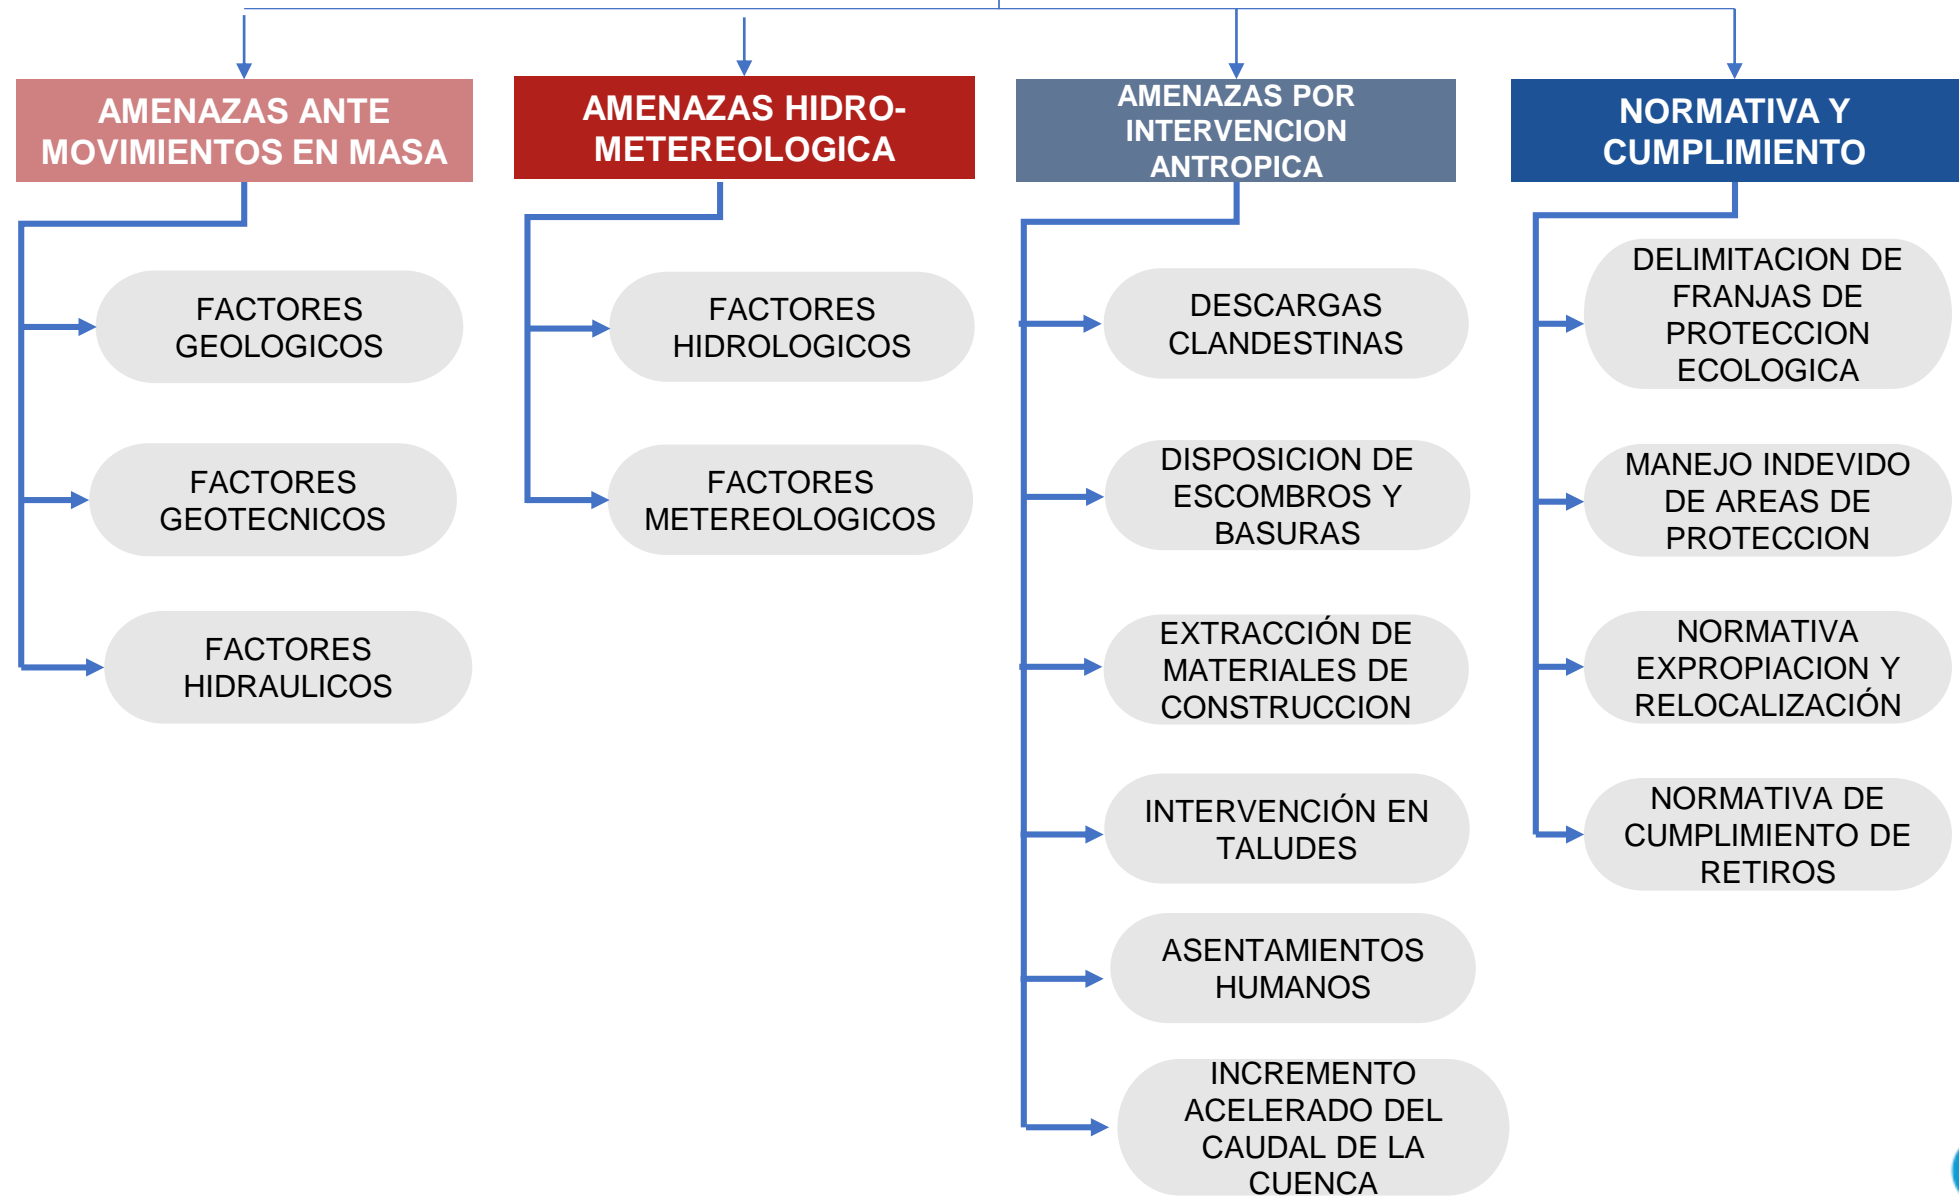 AMENAZAS ANTE
MOVIMIENTOS EN MASA
FACTORES
GEOLOGICOS
FACTORES
GEOTECNICOS
FACTORES
HIDRAULICOS
AMENAZAS HIDRO-
METEREOLOGICA
FACTORES
HIDROLOGICOS
FACTORES
METEREOLOGICOS
AMENAZAS POR
INTERVENCION
ANTROPICA
DESCARGAS
CLANDESTINAS
DISPOSICION DE
ESCOMBROS Y
BASURAS
EXTRACCIÓN DE
MATERIALES DE
CONSTRUCCION
INTERVENCIÓN EN
TALUDES
ASENTAMIENTOS
HUMANOS
INCREMENTO
ACELERADO DEL
CAUDAL DE LA
CUENCA
NORMATIVA Y
CUMPLIMIENTO
DELIMITACION DE
FRANJAS DE
PROTECCION
ECOLOGICA
MANEJO INDEVIDO
DE AREAS DE
PROTECCION
NORMATIVA
EXPROPIACION Y
RELOCALIZACIÓN
NORMATIVA DE
CUMPLIMIENTO DE
RETIROS